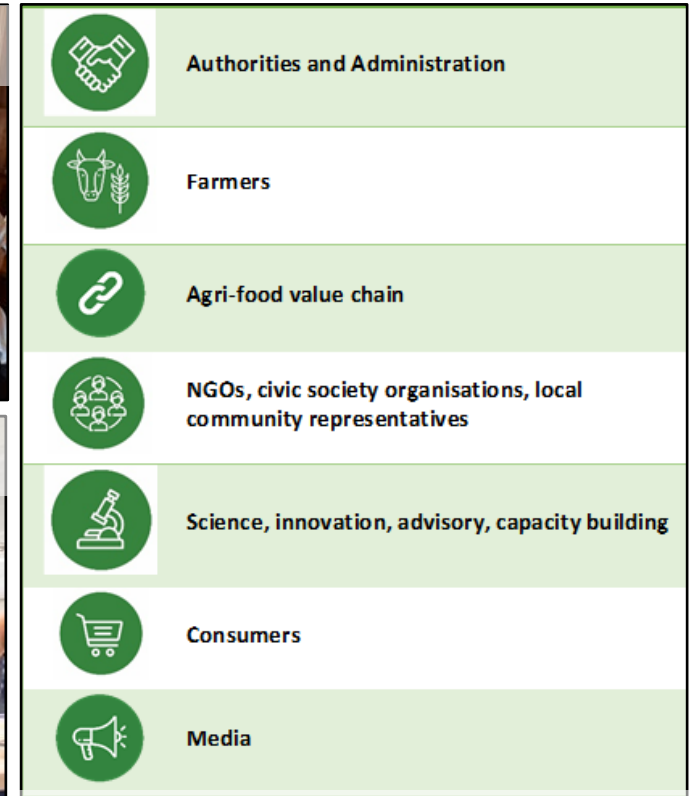 Authorities and Administration
Farmers
Agri-food value chain
NGOs, civic society organisations, local
community representatives
Science, innovation, advisory, capacity building
Consumers
Media